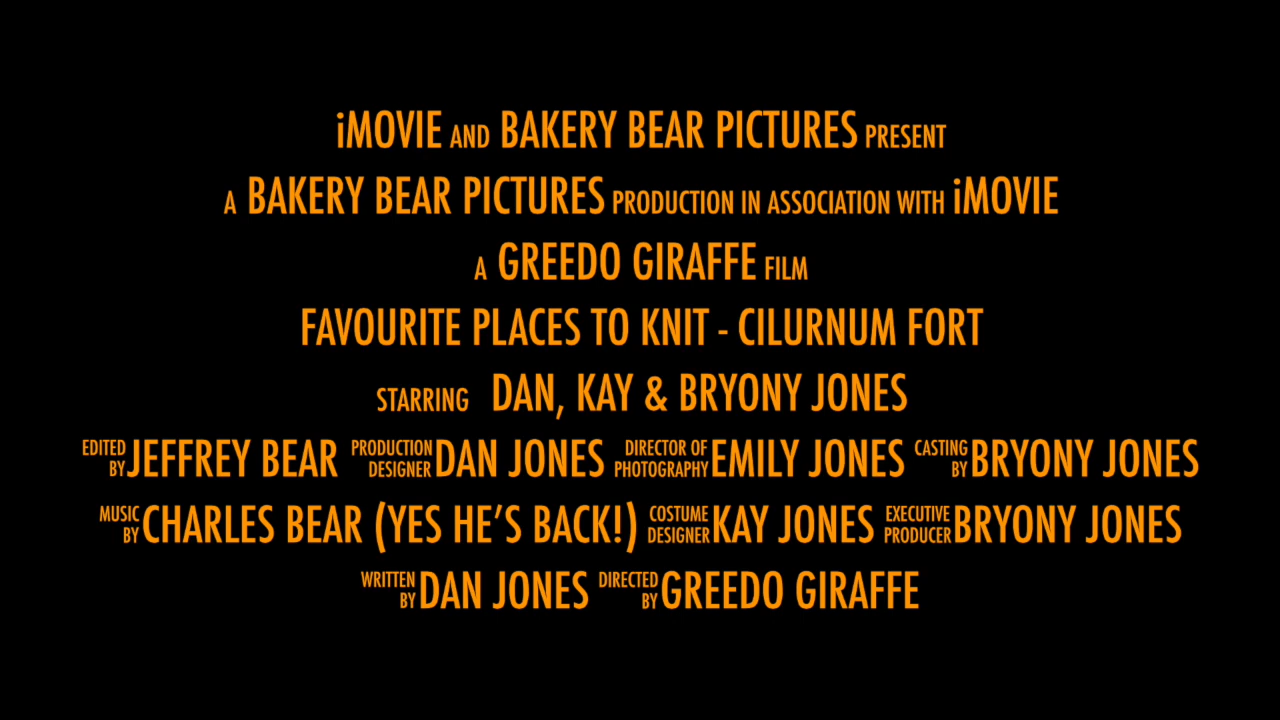 iMOVIE AND BAKERY BEAR PICTURES PRESENT
A BAKERY BEAR PICTURES PRODUCTION IN ASSOCIATION WITH iMOVIE
A GREEDO GIRAFFE FILM
FAVOURITE PLACES TO KNIT - CILURNUM FORT
STARRING DAN, KAY & BRYONY JONES
EDITED BY JEFFREY BEAR PRODUCTION DESIGNER DAN JONES DIRECTOR OF PHOTOGRAPHY EMILY JONES CASTING BY BRYONY JONES
MUSIC BY CHARLES BEAR (YES HE'S BACK!) COSTUME DESIGNER KAY JONES EXECUTIVE PRODUCER BRYONY JONES
WRITTEN BY DAN JONES DIRECTED BY GREEDO GIRAFFE